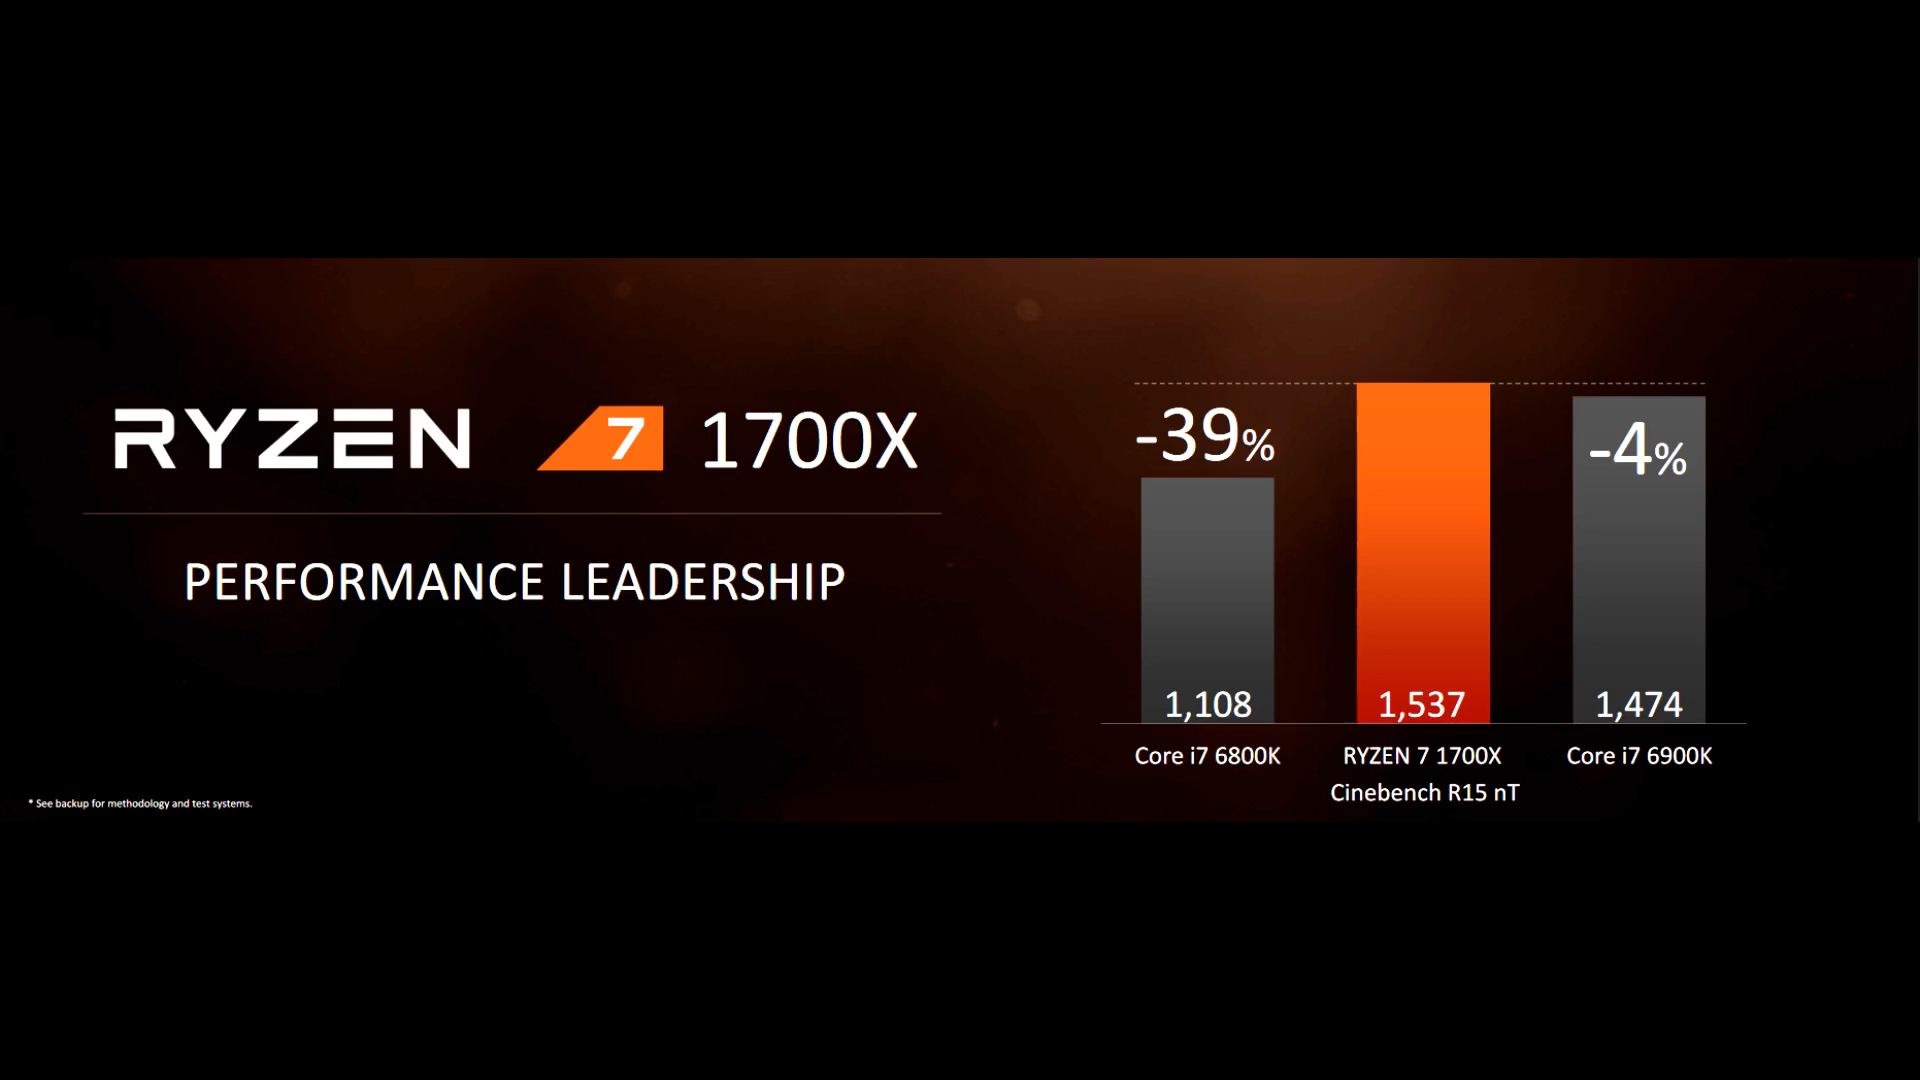 RYZEN 7 1700X
PERFORMANCE LEADERSHIP
* See backup for methodology and test systems.
-39%
-4%
1,108
1,537
1,474
Core i7 6800K
RYZEN 7 1700X
Core i7 6900K
Cinebench R15 nT